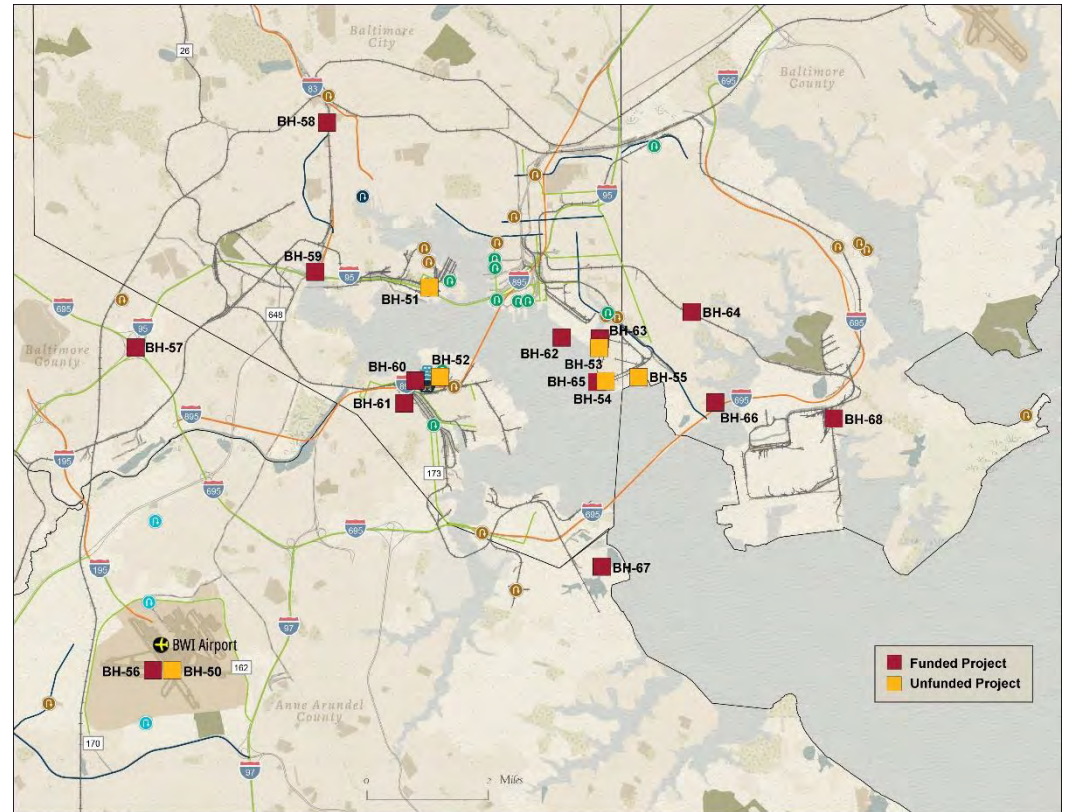 Baltimore
City
26
83
695
Baltimore
County
BH-58
95
BH-59
95
895
BH-51
695
648
95
BH-64
BH-63
695
Baltimore
County
BH-57
BH-62
BH-53
BH-52
BH-60
BH-65
BH-55
BH-54
BH-61
695
BH-66
BH-68
895
195
173
695
695
695
195
BH-67
97
BWI Airport
162
Funded Project
BH-56
BH-50
Unfunded Project
Anne Arundel
County
170
97
0 2 Miles